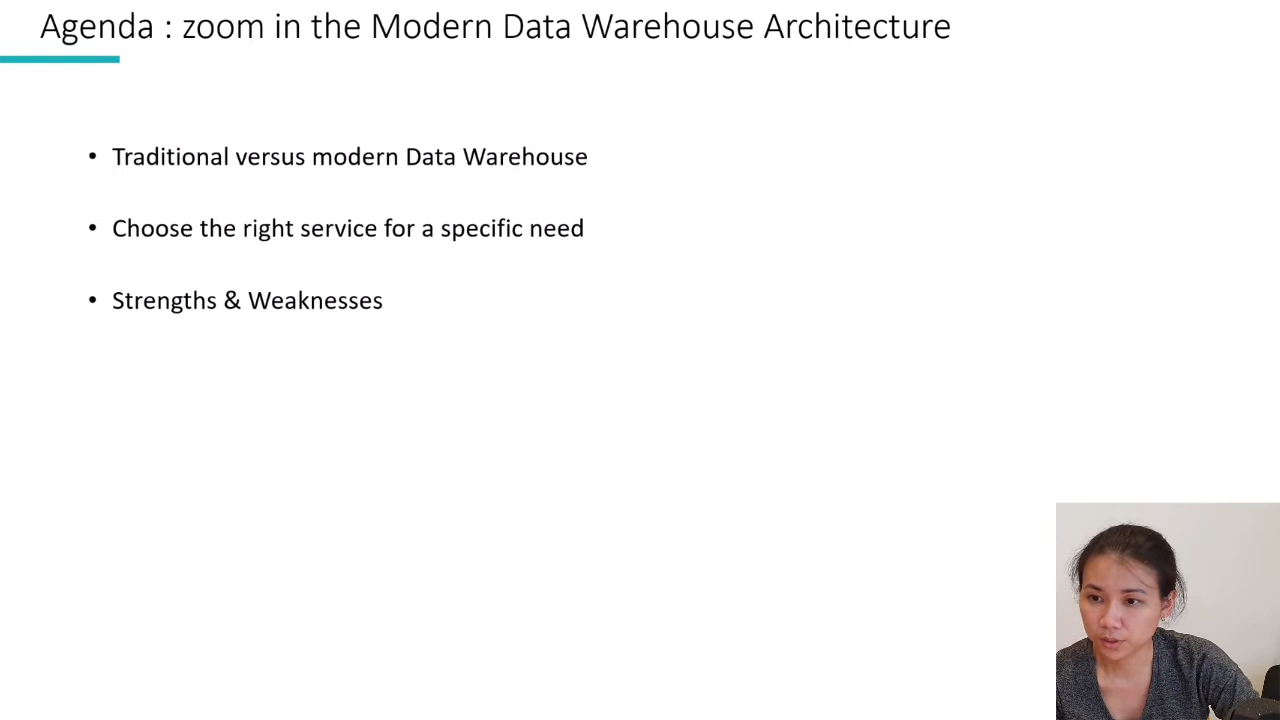 Agenda : zoom in the Modern Data Warehouse Architecture
• Traditional versus modern Data Warehouse
• Choose the right service for a specific need
• Strengths & Weaknesses